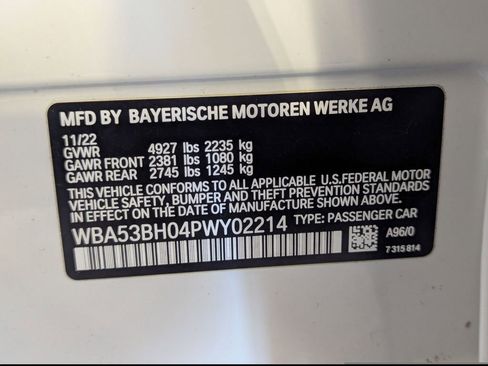 MFD BY BAYERISCHE MOTOREN WERKE AG
11/22
GVWR 4927 lbs 2235 kg
GAWR FRONT 2381 lbs 1080 kg
GAWR REAR 2745 lbs 1245 kg
THIS VEHICLE CONFORMS TO ALL APPLICABLE U.S.FEDERAL MOTOR
VEHICLE SAFETY, BUMPER AND THEFT PREVENTION STANDARDS
IN EFFECT ON THE DATE OF MANUFACTURE SHOWN ABOVE.
WBA53BH04PWY02214 TYPE: PASSENGER CAR
A96/0
7 315 814